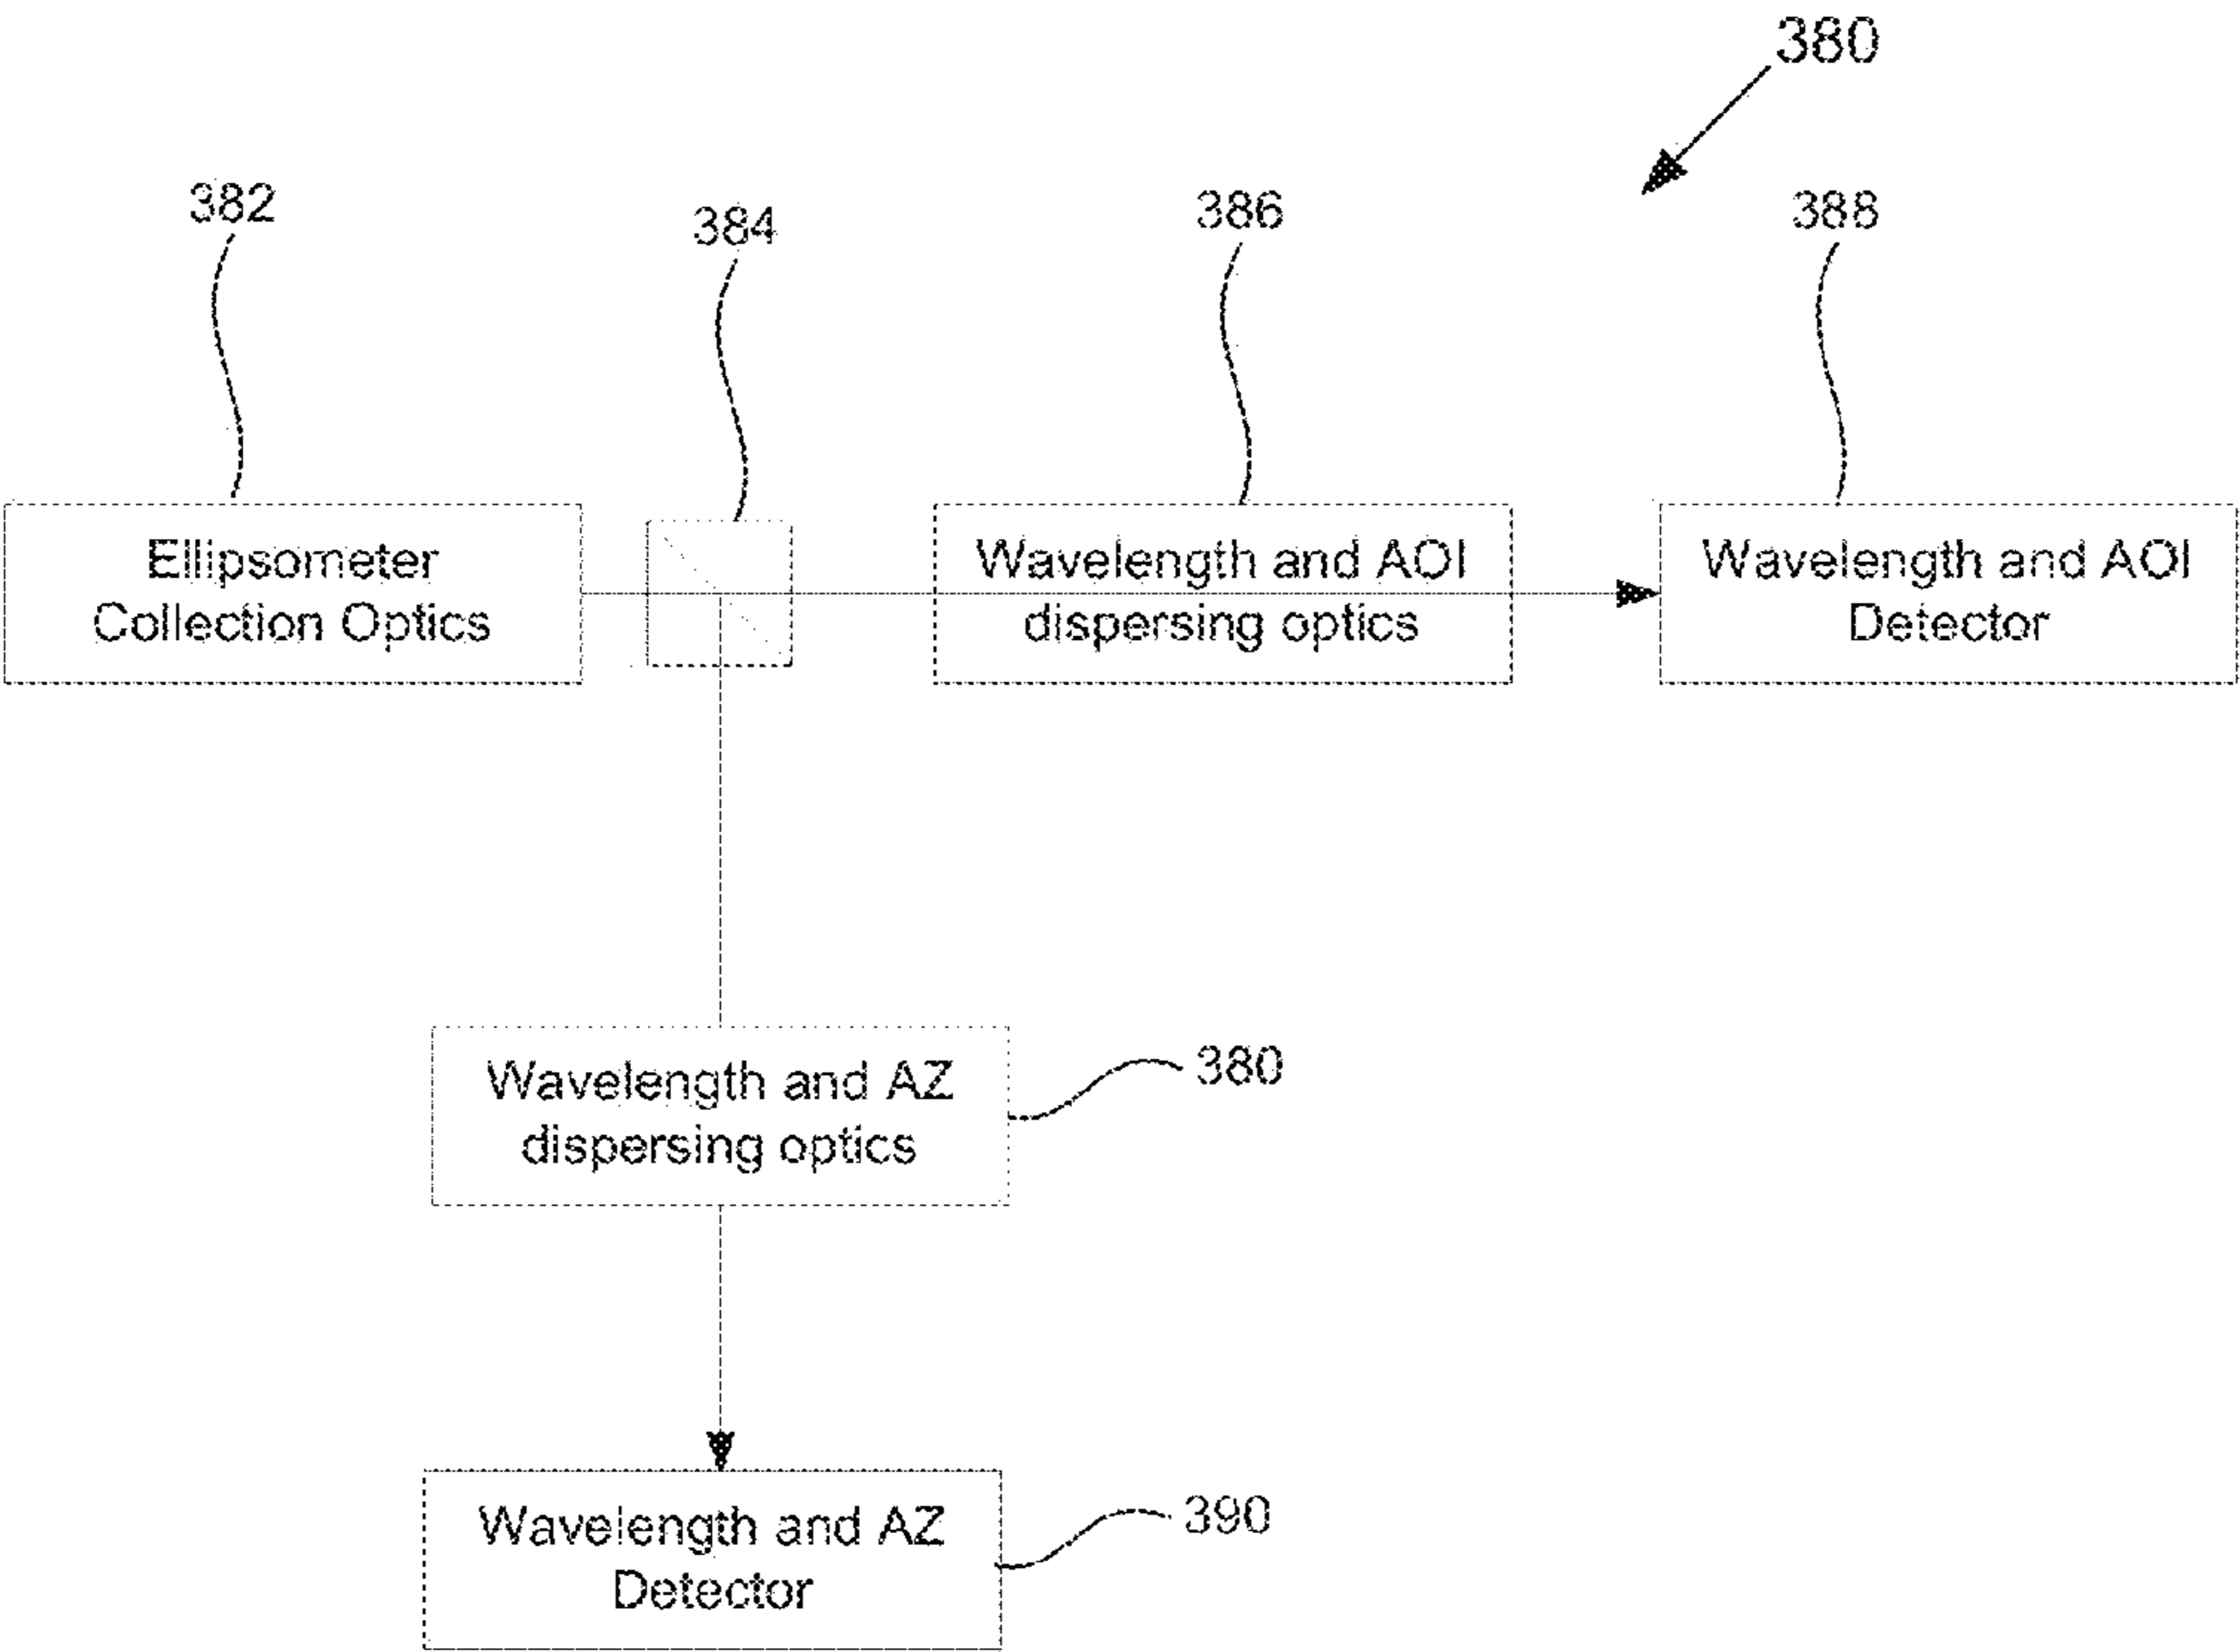 380
382
384
386
388
Ellipsometer
Collection Optics
Wavelength and AOI
dispersing optics
Wavelength and AOI
Detector
Wavelength and AZ
dispersing optics
380
Wavelength and AZ
Detector
390